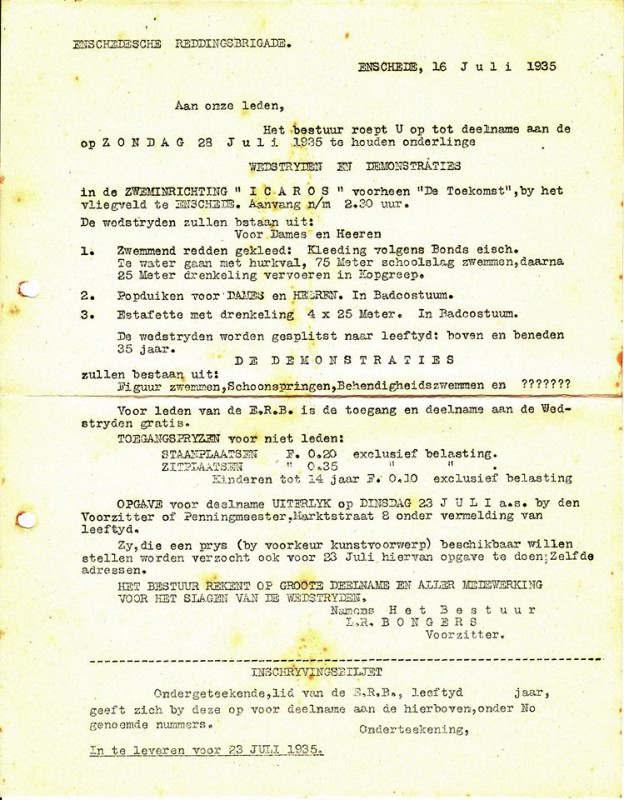 ENSCHEDESCHE REDDINGSBRIGADE.
ENSCHEDE, 16 J u l i 1935
Aan onze leden,
Het bestuur roept U op tot deelname aan de
op Z O N D A G 28 J u l i 1935 te houden onderlinge
WEDSTRYDEN EN DEMONSTRATIES
in de ZWEMINRICHTING " I C A R O S " voorheen "De Toekomst",by het
vliegveld te ENSCHEDE. Aanvang n/m 2.30 uur.
De wedstryden zullen bstaan uit:
Voor Dames en Heeren
1. Zwemmend redden gekleed: Kleeding volgens Bonds eisch.
Te water gaan met hurkval, 75 Meter schoolslag zwemmen,daarna
25 Meter drenkeling vervoeren in Kopgreep.
2. Popduiken voor DAMES en HEEREN. In Badcostuum.
3. Estafette met drenkeling 4 x 25 Meter. In Badcostuum.
De wedstryden worden gesplitst naar leeftyd: boven en beneden
35 jaar.
D E D E M O N S T R A T I E S
zullen bestaan uit:
Figuur zwemmen,Schoonspringen,Behendigheidszwemmen en ???????
Voor leden van de E.R.B. is de toegang en deelname aan de Wed-
stryden gratis.
TOEGANGSPRYZEN voor niet leden:
STAANPLAATSEN F. 0.20 exclusief belasting.
ZITPLAATSEN " 0.35 " " .
Kinderen tot 14 jaar F. 0.10 exclusief belasting
OPGAVE voor deelname UITERLYK op DINSDAG 23 J U L I a.s. by den
Voorzitter of Penningmeester,Marktstraat 8 onder vermelding van
leeftyd.
Zy,die een prys (by voorkeur kunstvoorwerp) beschikbaar willen
stellen worden verzocht ook voor 23 Juli hiervan opgave te doen;Zelfde
adressen.
HET BESTUUR REKENT OP GROOTE DEELNAME EN ALLER MEDEWERKING
VOOR HET SLAGEN VAN DE WEDSTRYDEN.
Namens H e t B e s t u u r
L.R. B O N G E R S
Voorzitter.
INSCHRYVINGSBILJET
Ondergeteekende,lid van de E.R.B., leeftyd jaar,
geeft zich by deze op voor deelname aan de hierboven,onder No
genoemde nummers.
Onderteekening,
In te leveren voor 23 JULI 1935.